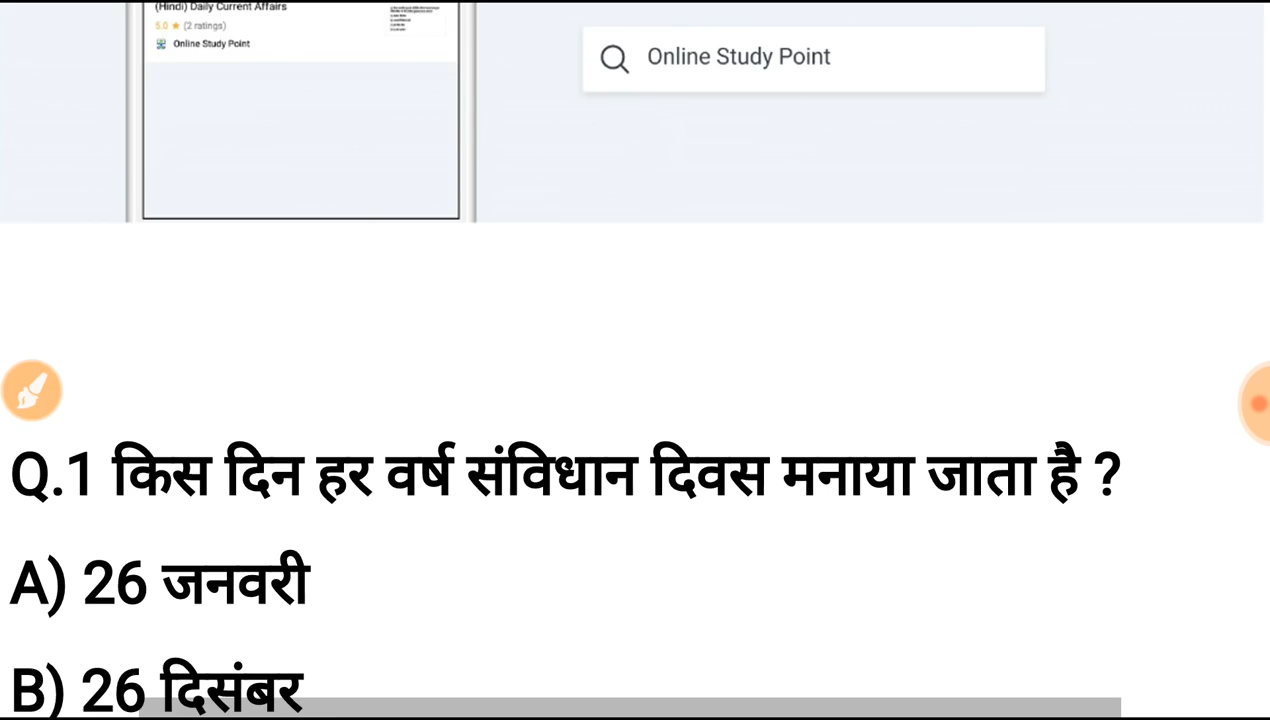 (Hindi) Daily Current Affairs
5.0 ★ (2 ratings)
Online Study Point
Online Study Point
Q.1 किस दिन हर वर्ष संविधान दिवस मनाया जाता है ?
A) 26 जनवरी
B) 26 दिसंबर